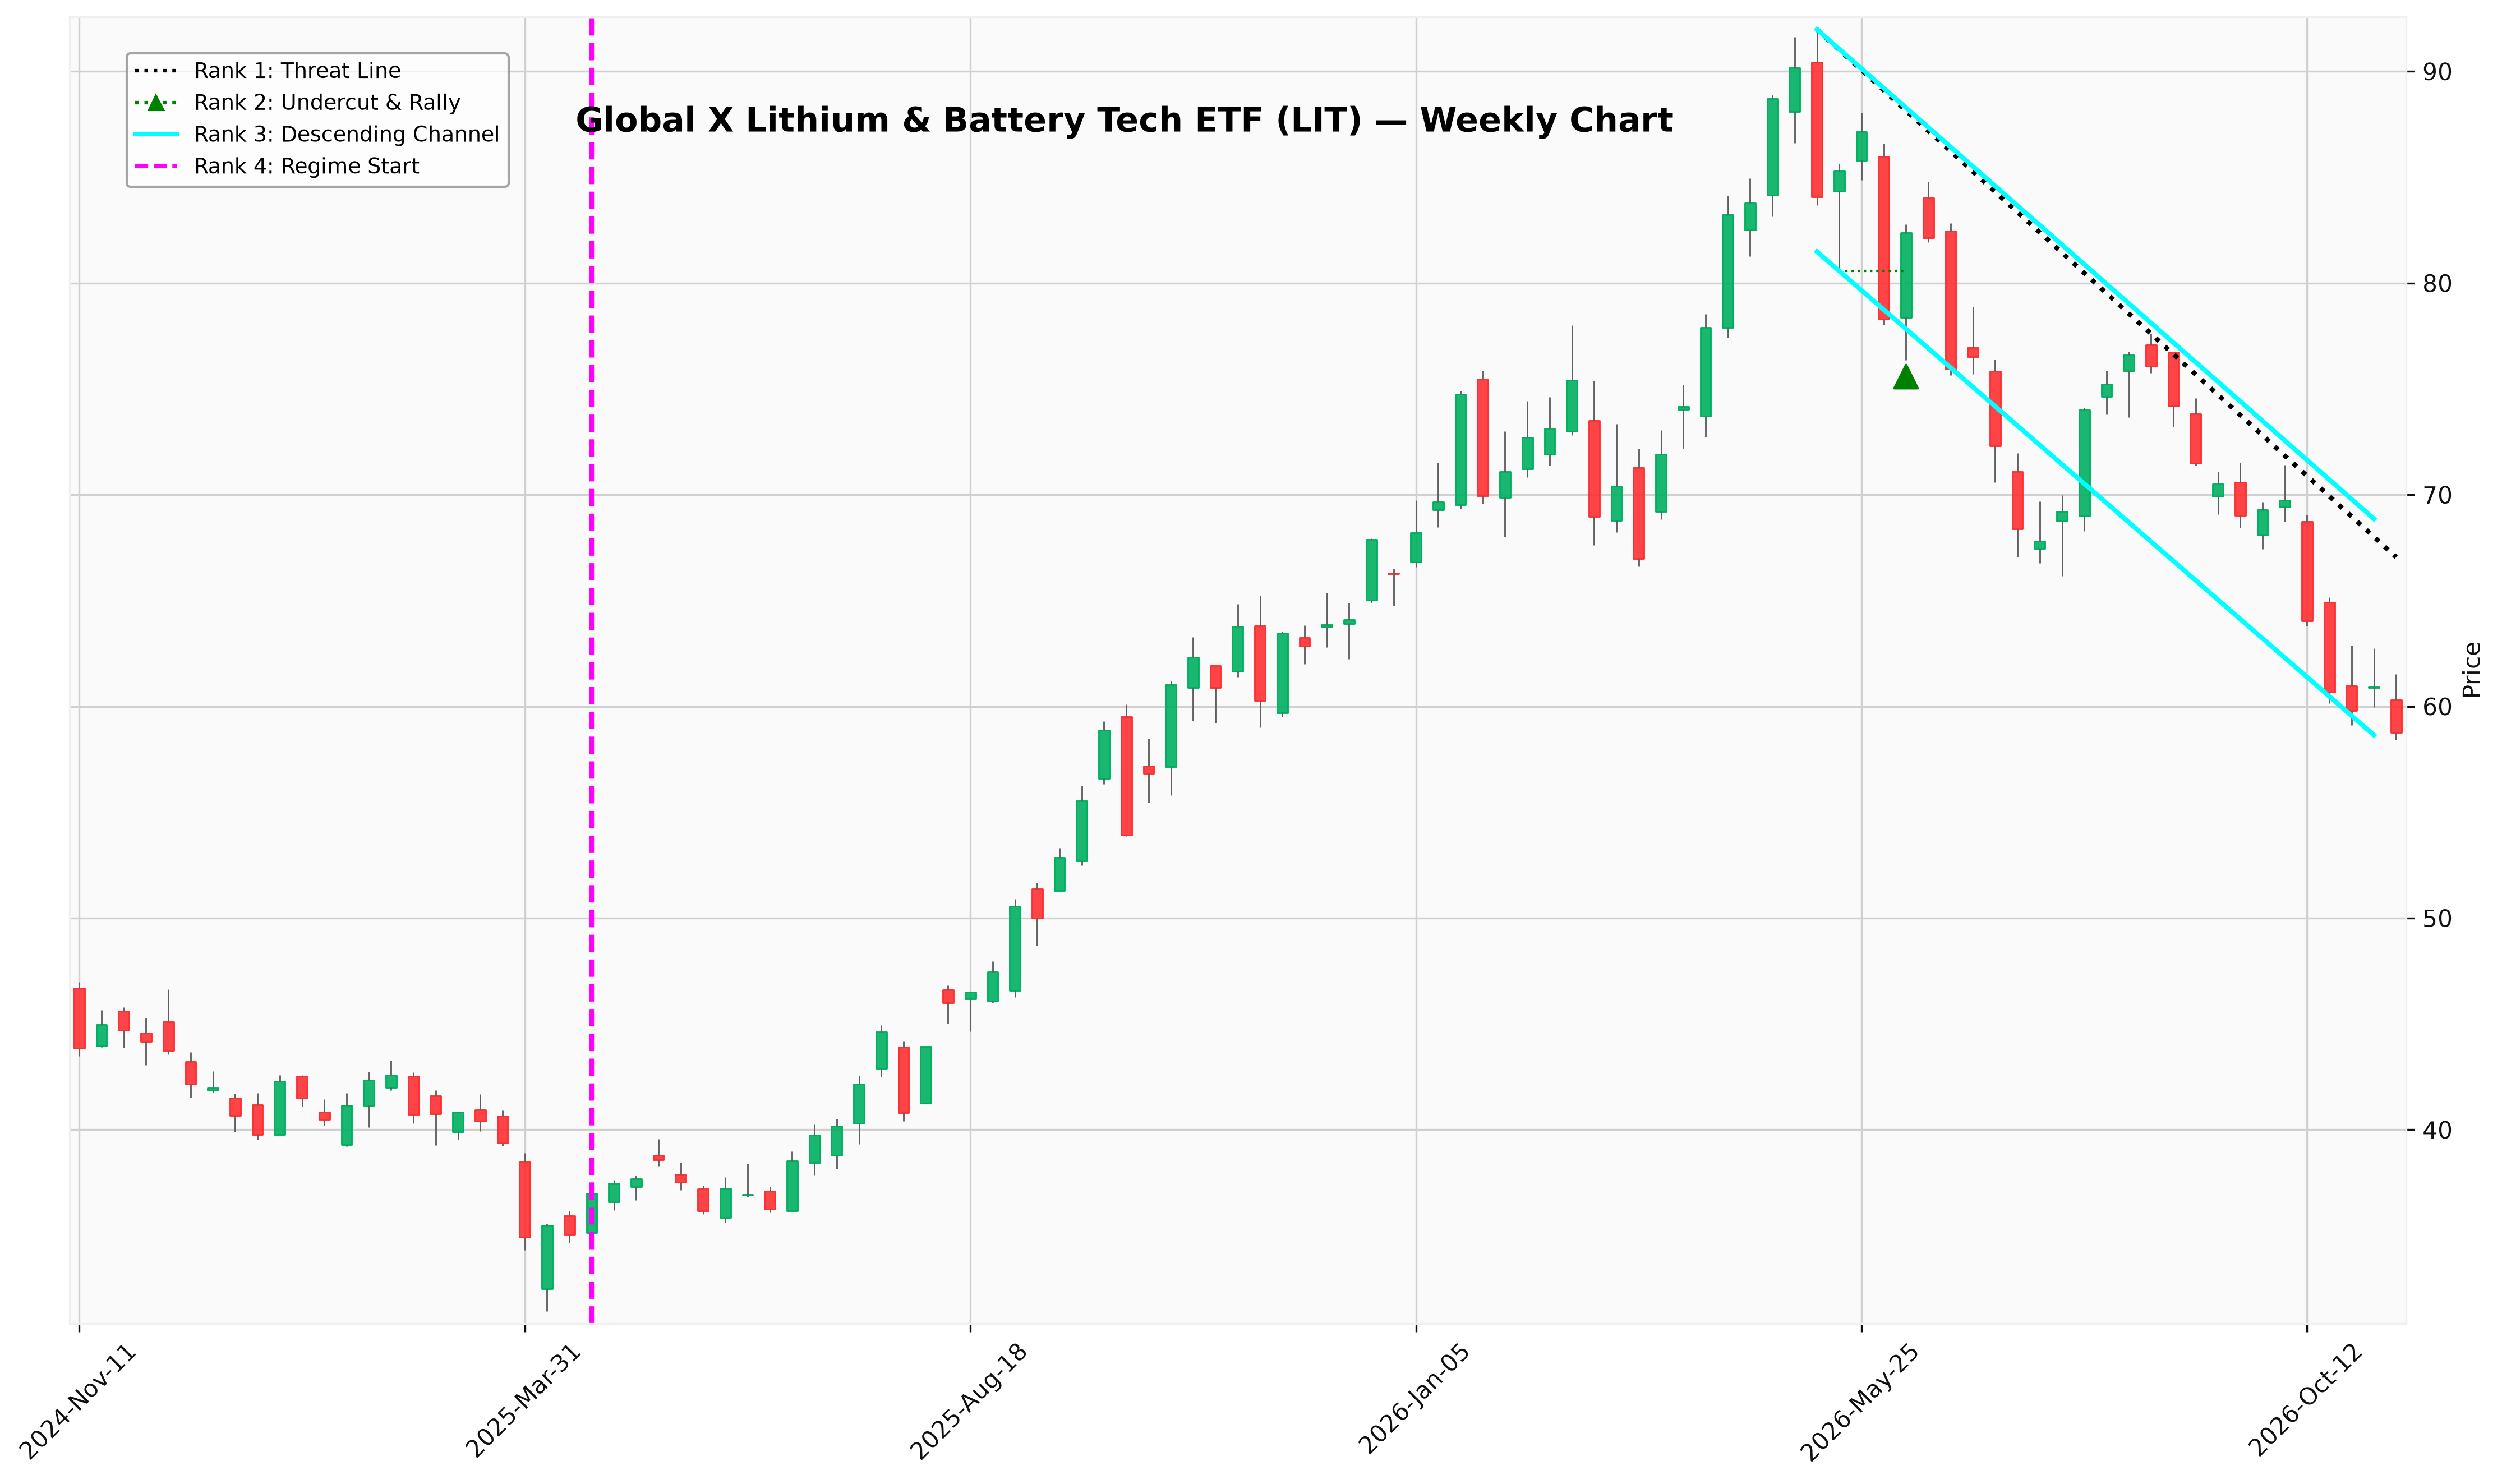 Rank 1: Threat Line
Rank 2: Undercut & Rally
Rank 3: Descending Channel
Rank 4: Regime Start
Global X Lithium & Battery Tech ETF (LIT) — Weekly Chart
90
80
70
60
50
40
Price
2024-Nov-11
2025-Mar-31
2025-Aug-18
2026-Jan-05
2026-May-25
2026-Oct-12